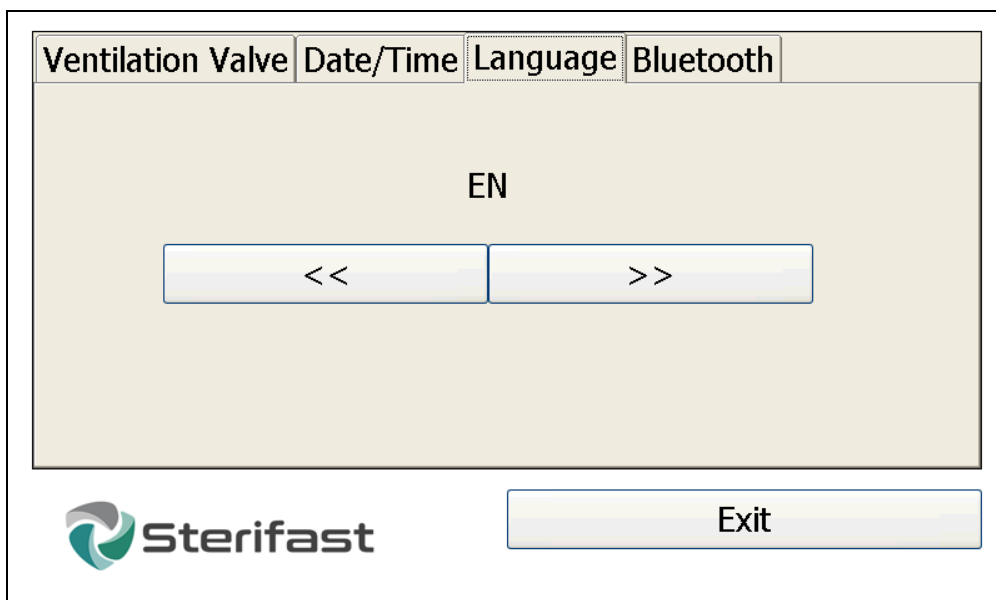 Ventilation Valve Date/Time Language Bluetooth
EN
<< >>
Sterifast Exit